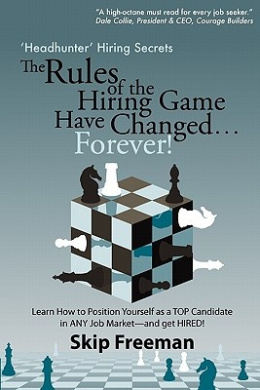 "A high-octane must read for every job seeker."
Dale Collie, President & CEO, Courage Builders
'Headhunter' Hiring Secrets
The Rules
of the
Hiring Game
Have Changed...
Forever!
Learn How to Position Yourself as a TOP Candidate
in ANY Job Market—and get HIRED!
Skip Freeman